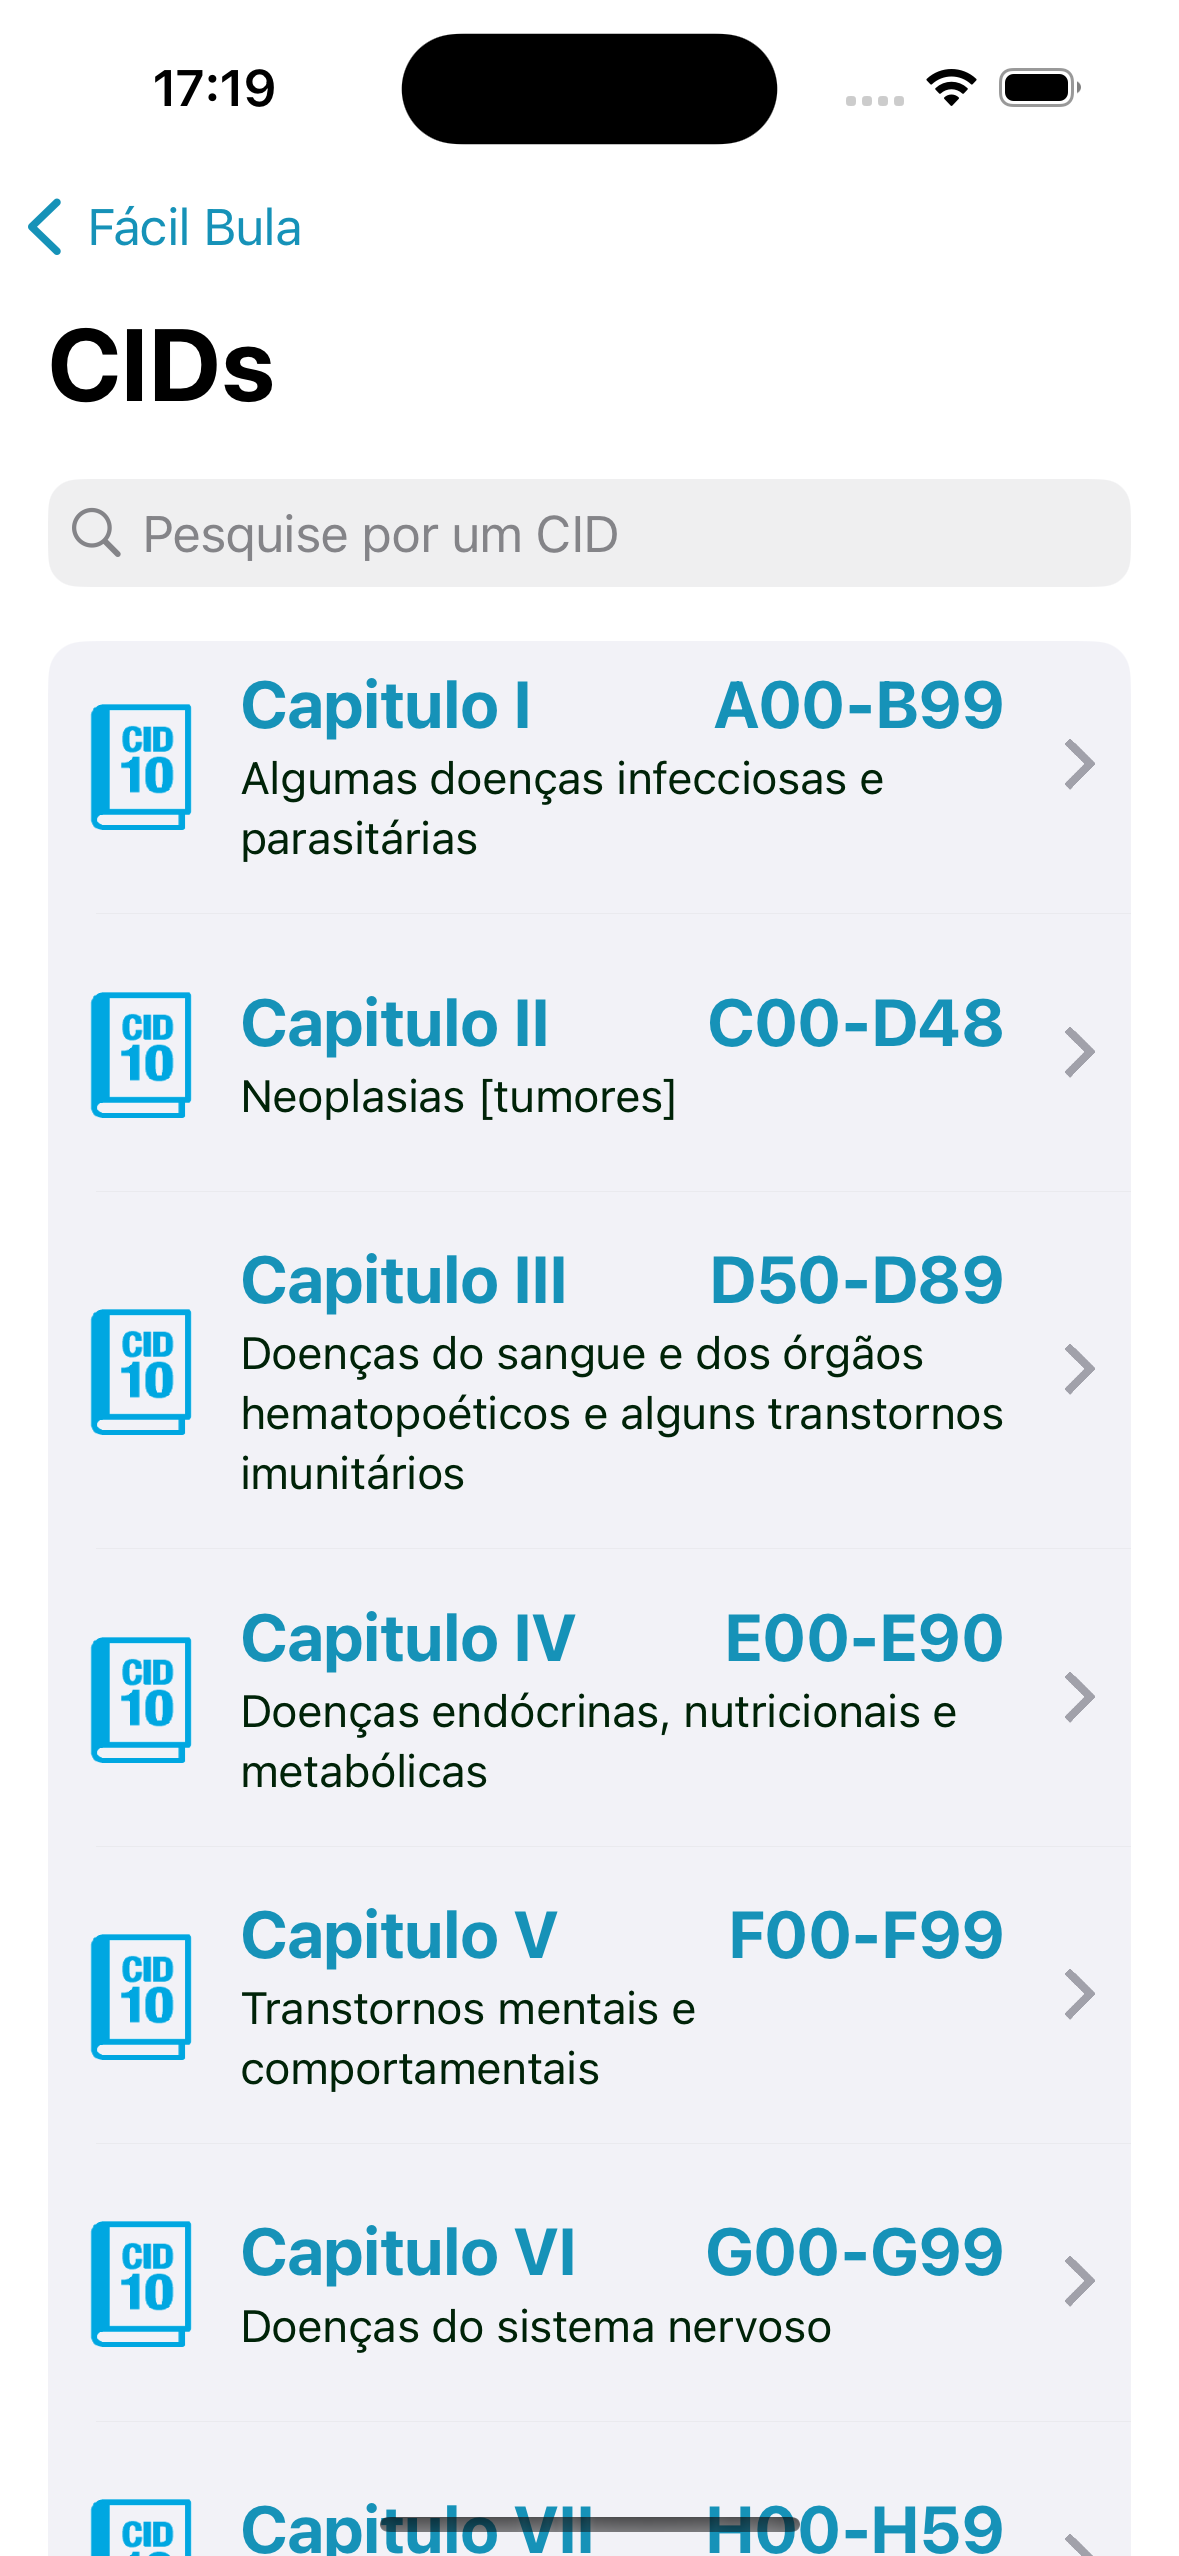 17:19
Fácil Bula
CIDs
Pesquise por um CID
Capitulo I A00-B99
CID
10
Algumas doenças infecciosas e
parasitárias
Capitulo II C00-D48
CID
10
Neoplasias [tumores]
Capitulo III D50-D89
CID
10
Doenças do sangue e dos órgãos
hematopoéticos e alguns transtornos
imunitários
Capitulo IV E00-E90
CID
10
Doenças endócrinas, nutricionais e
metabólicas
Capitulo V F00-F99
CID
10
Transtornos mentais e
comportamentais
Capitulo VI G00-G99
CID
10
Doenças do sistema nervoso
Capitulo VII H00-H59
CID